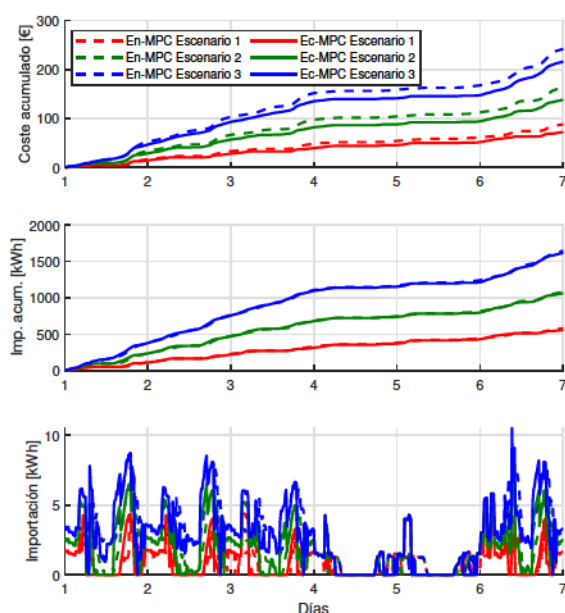 Coste acumulado [€]
300
200
100
0
En-MPC Escenario 1
Ec-MPC Escenario 1
En-MPC Escenario 2
Ec-MPC Escenario 2
En-MPC Escenario 3
Ec-MPC Escenario 3
1 2 3 4 5 6 7
Imp. acum. [kWh]
2000
1500
1000
500
0
1 2 3 4 5 6 7
Importación [kWh]
10
5
0
1 2 3 4 5 6 7
Días